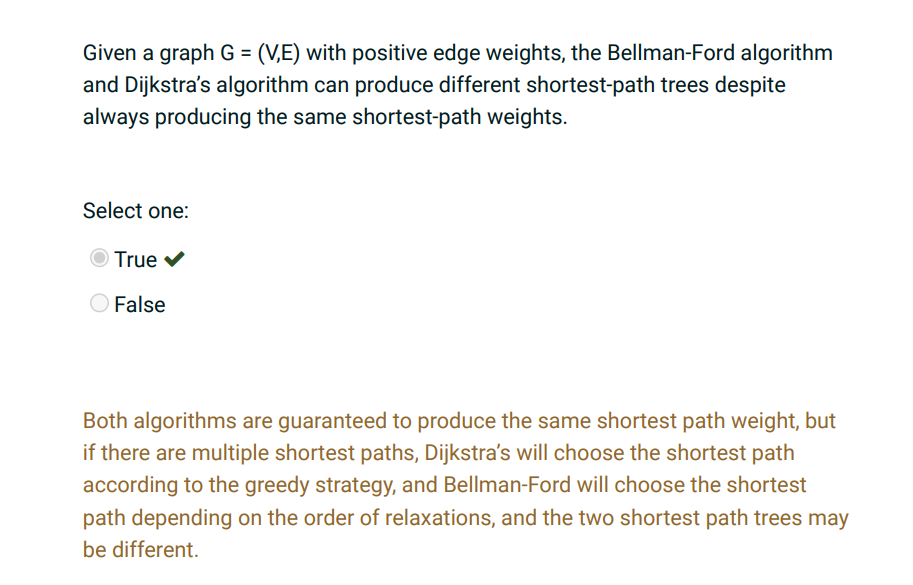 Given a graph G = (V,E) with positive edge weights, the Bellman-Ford algorithm
and Dijkstra’s algorithm can produce different shortest-path trees despite
always producing the same shortest-path weights.
Select one:
True ✔
False
Both algorithms are guaranteed to produce the same shortest path weight, but
if there are multiple shortest paths, Dijkstra’s will choose the shortest path
according to the greedy strategy, and Bellman-Ford will choose the shortest
path depending on the order of relaxations, and the two shortest path trees may
be different.